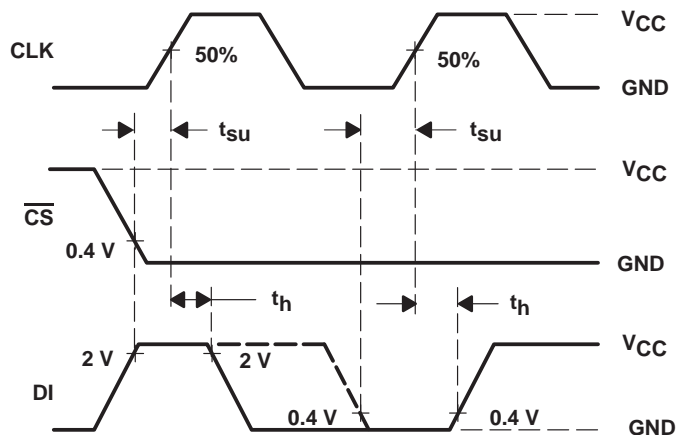 VCC
CLK
50%
50%
GND
tsu
tsu
VCC
CS
0.4 V
GND
th
th
2 V
2 V
VCC
DI
0.4 V
0.4 V
GND